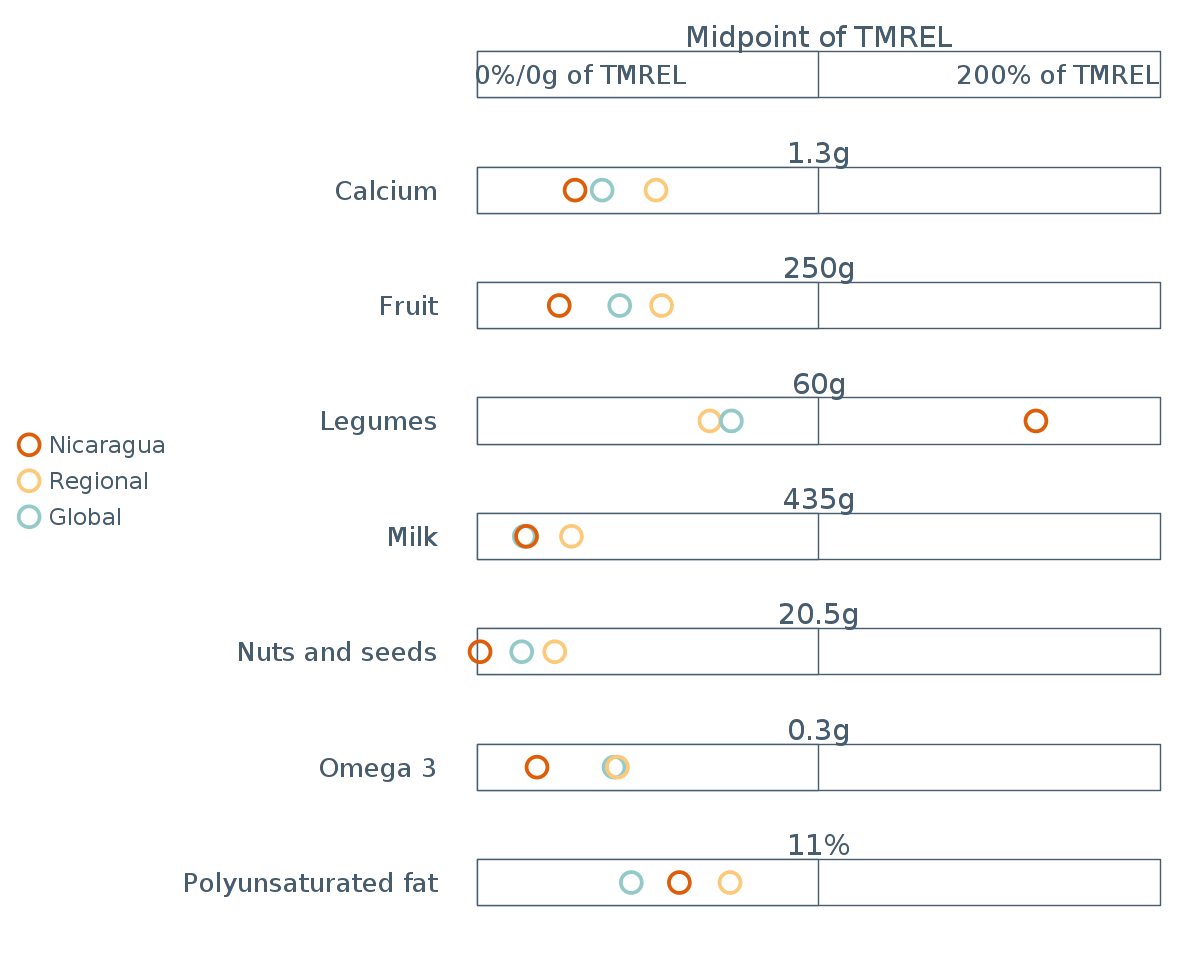 Midpoint of TMREL
0%/0g of TMREL
200% of TMREL
1.3g
Calcium
250g
Fruit
60g
Legumes
Nicaragua
Regional
Global
435g
Milk
20.5g
Nuts and seeds
0.3g
Omega 3
11%
Polyunsaturated fat